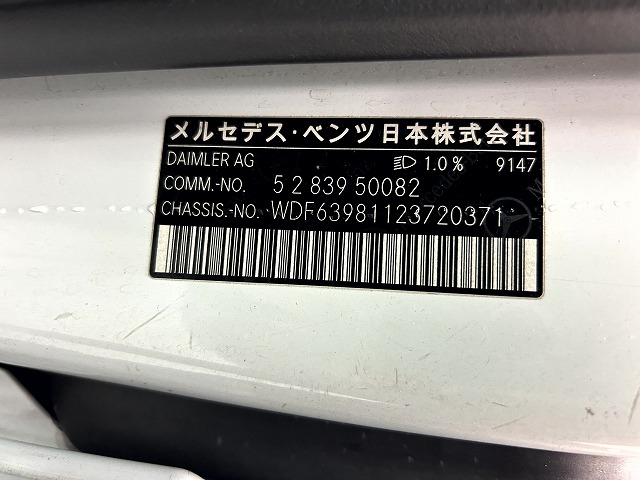 メルセデス・ベンツ日本株式会社
DAIMLER AG 1.0% 9147
COMM.-NO. 5 2 839 50082
CHASSIS.-NO. WDF63981123720371